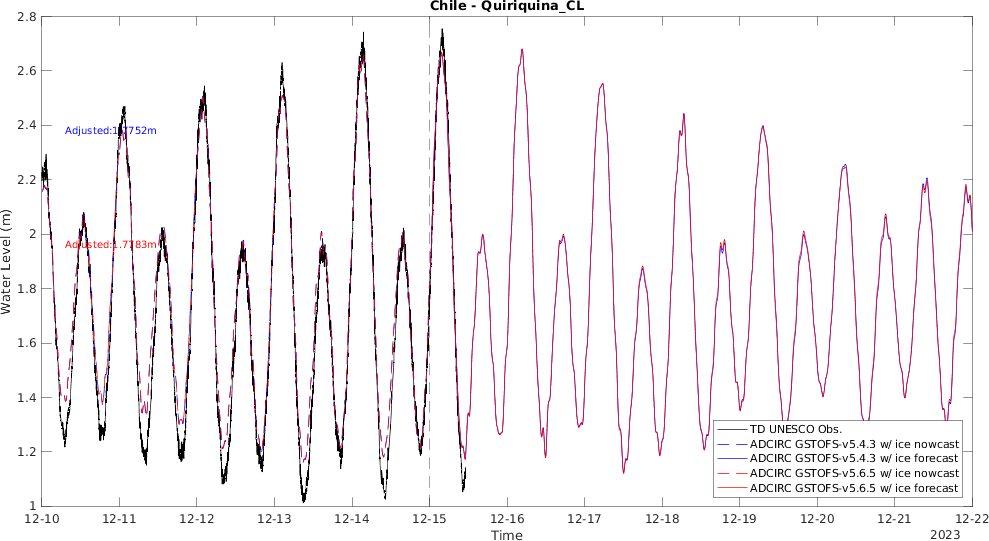 Chile - Quiriquina_CL
2.8
2.6
2.4
2.2
2
1.8
1.6
1.4
1.2
1
Water Level (m)
Adjusted:1.7752m
Adjusted:1.7783m
TD UNESCO Obs.
ADCIRC GSTOFS-v5.4.3 w/ ice nowcast
ADCIRC GSTOFS-v5.4.3 w/ ice forecast
ADCIRC GSTOFS-v5.6.5 w/ ice nowcast
ADCIRC GSTOFS-v5.6.5 w/ ice forecast
12-10 12-11 12-12 12-13 12-14 12-15 12-16 12-17 12-18 12-19 12-20 12-21 12-22
Time
2023